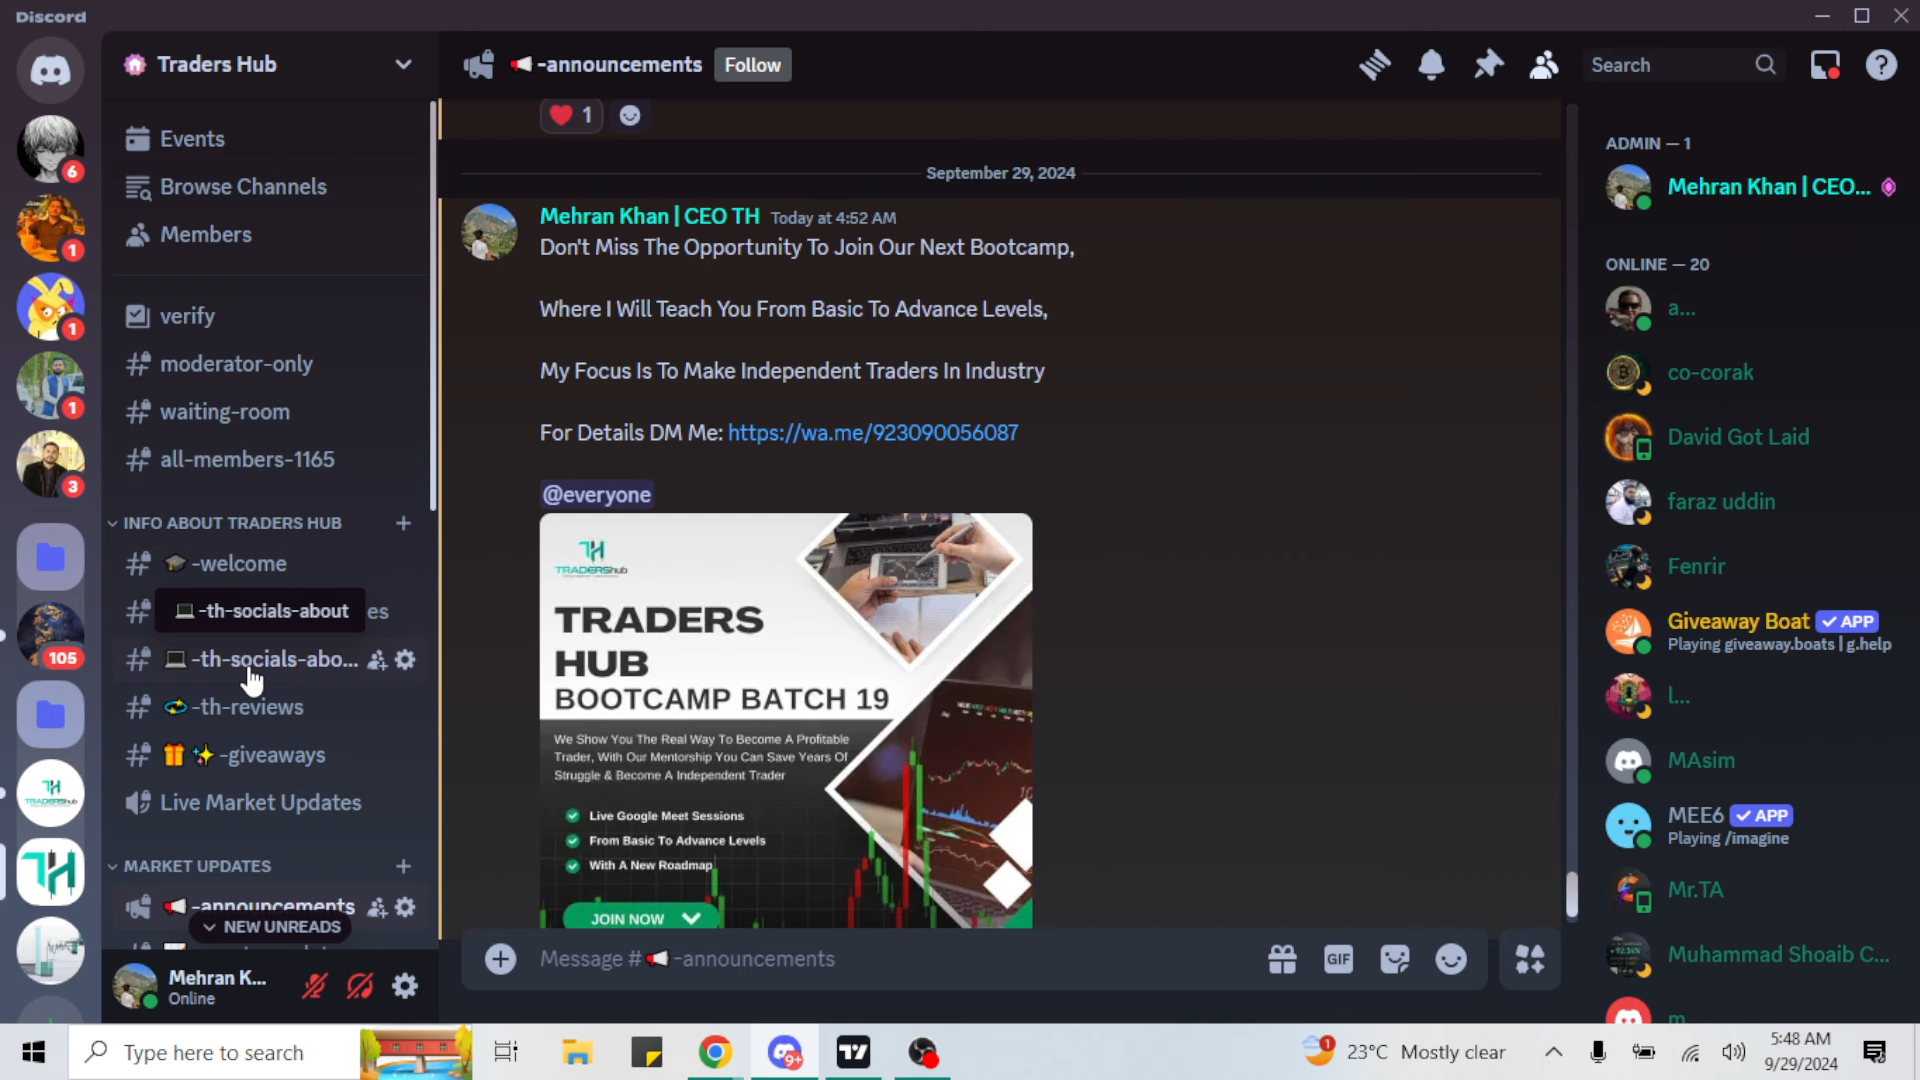 Discord
Traders Hub
Events
Browse Channels
Members
verify
moderator-only
waiting-room
all-members-1165
INFO ABOUT TRADERS HUB
-welcome
-th-socials-about
es
-th-socials-abo...
-th-reviews
-giveaways
Live Market Updates
MARKET UPDATES
-announcements
NEW UNREADS
Mehran K...
Online
6
1
1
1
3
105
TH
TRADERShub
TH
-announcements
Follow
Search
1
September 29, 2024
Mehran Khan | CEO TH Today at 4:52 AM
Don't Miss The Opportunity To Join Our Next Bootcamp,
Where I Will Teach You From Basic To Advance Levels,
My Focus Is To Make Independent Traders In Industry
For Details DM Me: https://wa.me/923090056087
@everyone
TH
TRADERShub
TRADERS
HUB
BOOTCAMP BATCH 19
We Show You The Real Way To Become A Profitable
Trader, With Our Mentorship You Can Save Years Of
Struggle & Become A Independent Trader
Live Google Meet Sessions
From Basic To Advance Levels
With A New Roadmap
JOIN NOW
Message # -announcements
GIF
ADMIN — 1
Mehran Khan | CEO...
ONLINE — 20
a...
co-corak
David Got Laid
faraz uddin
Fenrir
Giveaway Boat ✓ APP
Playing giveaway.boats | g.help
l...
MAsim
MEE6 ✓ APP
Playing /imagine
Mr.TA
Muhammad Shoaib C...
Type here to search
9+
1
23°C Mostly clear
5:48 AM
9/29/2024